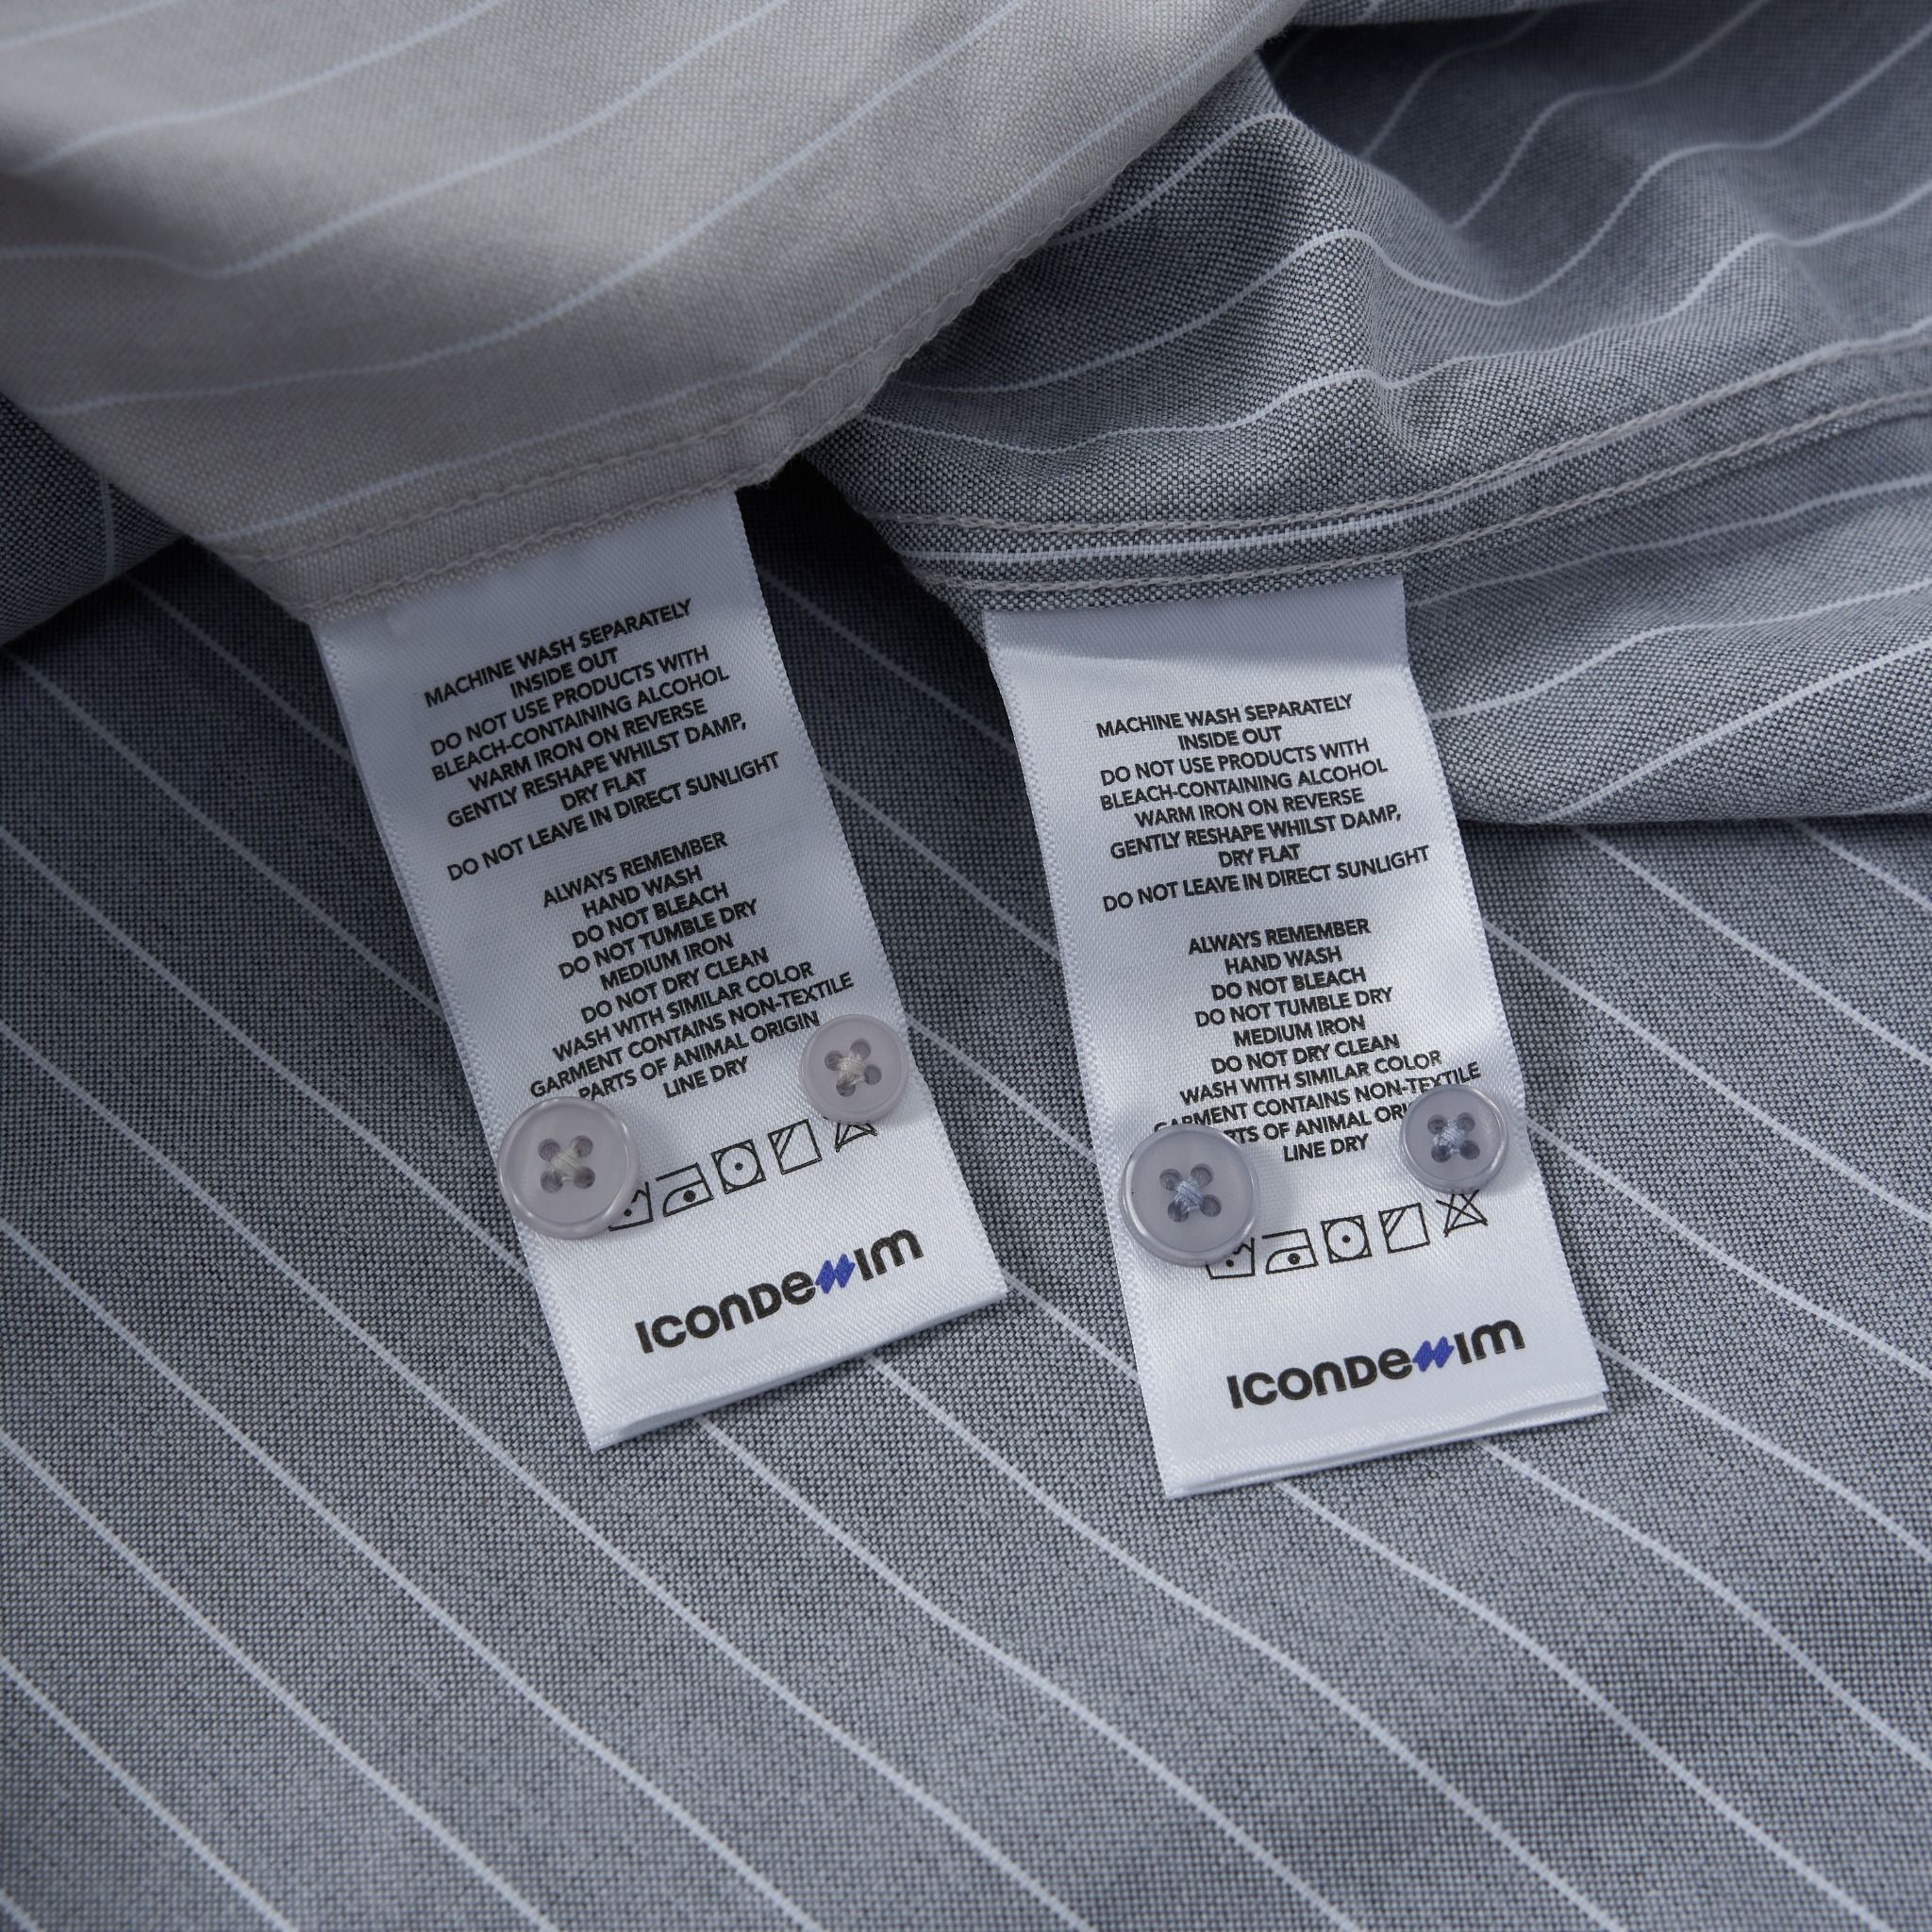 MACHINE WASH SEPARATELY
INSIDE OUT
DO NOT USE PRODUCTS WITH
BLEACH-CONTAINING ALCOHOL
WARM IRON ON REVERSE
GENTLY RESHAPE WHILST DAMP,
DRY FLAT
DO NOT LEAVE IN DIRECT SUNLIGHT
ALWAYS REMEMBER
HAND WASH
DO NOT BLEACH
DO NOT TUMBLE DRY
MEDIUM IRON
DO NOT DRY CLEAN
WASH WITH SIMILAR COLOR
GARMENT CONTAINS NON-TEXTILE
PARTS OF ANIMAL ORIGIN
LINE DRY
ICONDENIM
MACHINE WASH SEPARATELY
INSIDE OUT
DO NOT USE PRODUCTS WITH
BLEACH-CONTAINING ALCOHOL
WARM IRON ON REVERSE
GENTLY RESHAPE WHILST DAMP,
DRY FLAT
DO NOT LEAVE IN DIRECT SUNLIGHT
ALWAYS REMEMBER
HAND WASH
DO NOT BLEACH
DO NOT TUMBLE DRY
MEDIUM IRON
DO NOT DRY CLEAN
WASH WITH SIMILAR COLOR
GARMENT CONTAINS NON-TEXTILE
OF ANIMAL
LINE DRY
ICONDENIM